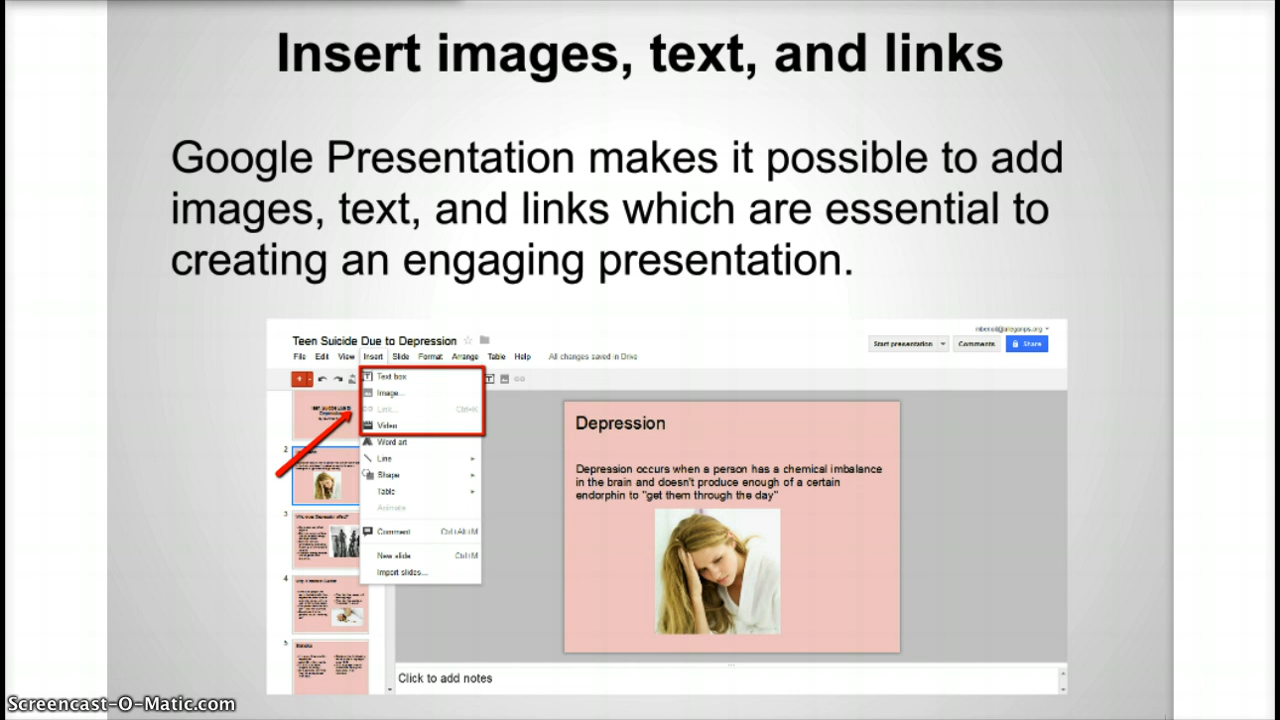 Insert images, text, and links
Google Presentation makes it possible to add
images, text, and links which are essential to
creating an engaging presentation.
Teen Suicide Due to Depression
File Edit View Insert Slide Format Arrange Table Help All changes saved in Drive
Start presentation Comments Share
Text box
Image...
Link... Ctrl+K
Video
Word art
Line
Shape
Table
Animate
Comment Ctrl+Alt+M
New slide Ctrl+M
Import slides...
2
3
4
5
Depression
Depression occurs when a person has a chemical imbalance
in the brain and doesn't produce enough of a certain
endorphin to "get them through the day"
Click to add notes
Screencast-O-Matic.com